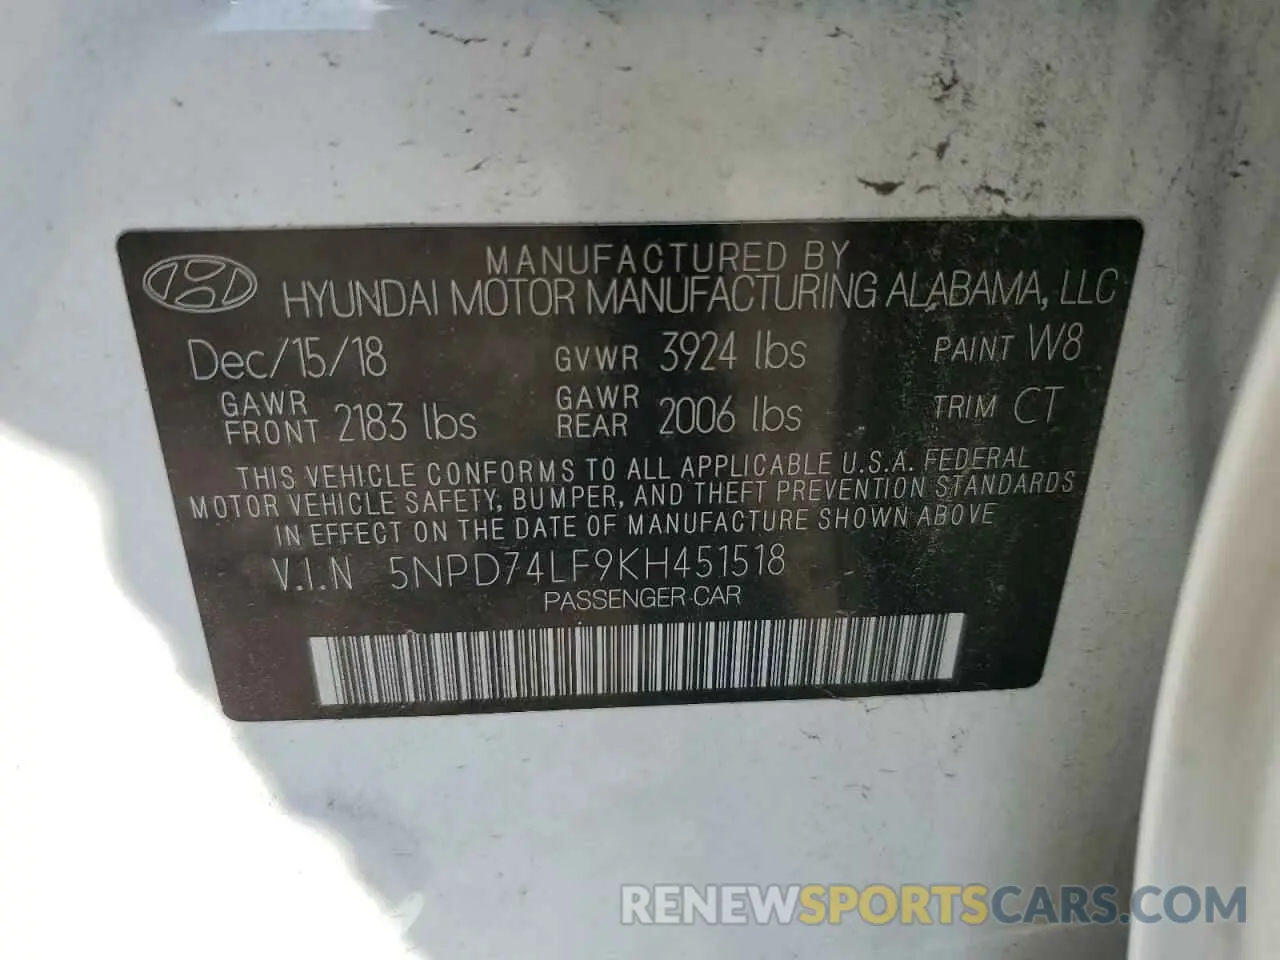 MANUFACTURED BY
HYUNDAI MOTOR MANUFACTURING ALABAMA, LLC
Dec/15/18 GVWR 3924 lbs PAINT W8
GAWR FRONT 2183 lbs GAWR REAR 2006 lbs TRIM CT
THIS VEHICLE CONFORMS TO ALL APPLICABLE U.S.A. FEDERAL
MOTOR VEHICLE SAFETY, BUMPER, AND THEFT PREVENTION STANDARDS
IN EFFECT ON THE DATE OF MANUFACTURE SHOWN ABOVE
V.I.N 5NPD74LF9KH451518
PASSENGER CAR
RENEWSPORTSCARS.COM